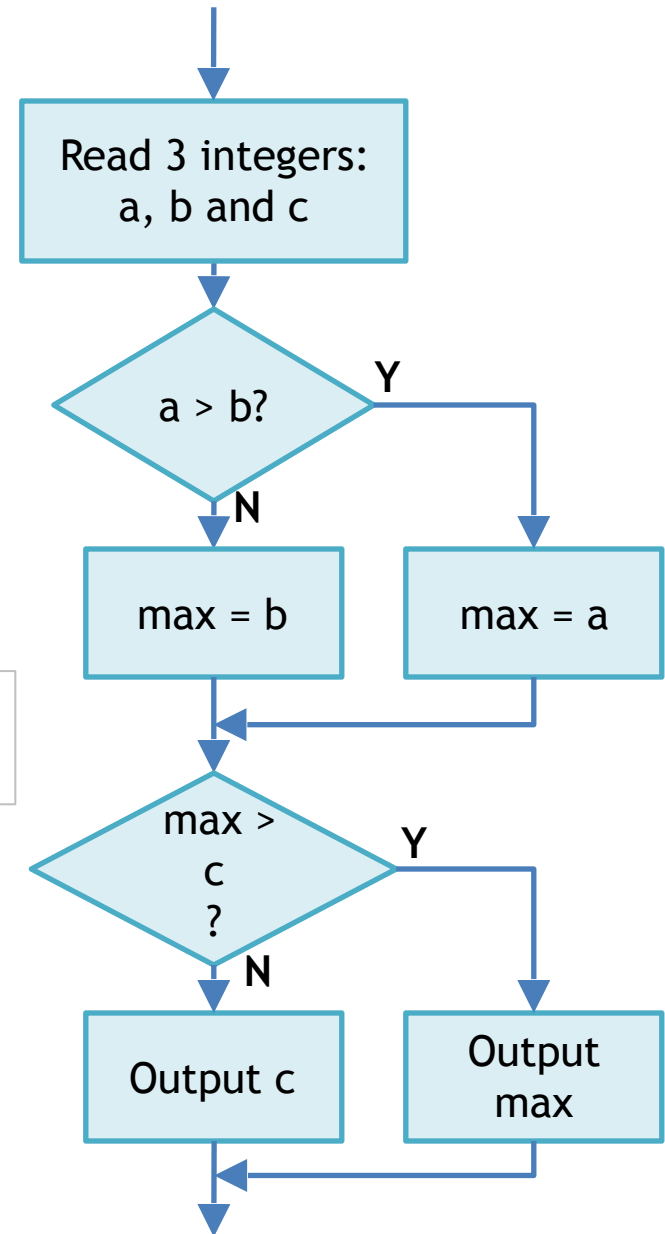 Read 3 integers:
a, b and c
a > b?
Y
N
max = b
max = a
max >
c
?
Y
N
Output c
Output
max